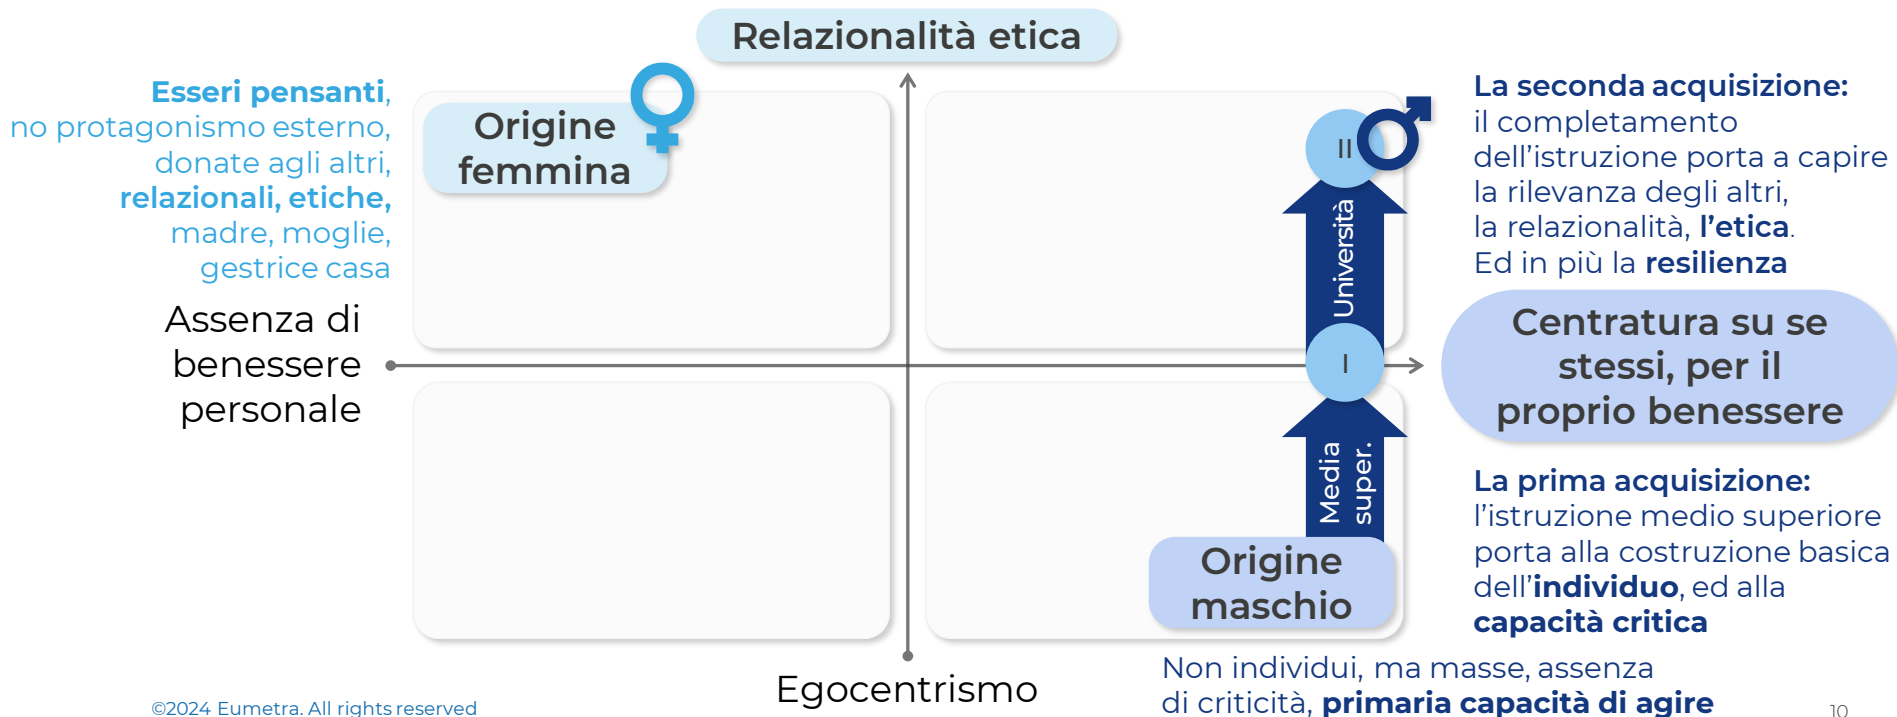 Relazionalità etica
Esseri pensanti,
no protagonismo esterno,
donate agli altri,
relazionali, etiche,
madre, moglie,
gestrice casa
Origine
femmina
II
Università
La seconda acquisizione:
il completamento
dell’istruzione porta a capire
la rilevanza degli altri,
la relazionalità, l’etica.
Ed in più la resilienza
Assenza di
benessere
personale
I
Centratura su se
stessi, per il
proprio benessere
Media
super.
La prima acquisizione:
l’istruzione medio superiore
porta alla costruzione basica
dell’individuo, ed alla
capacità critica
Origine
maschio
Egocentrismo
Non individui, ma masse, assenza
di criticità, primaria capacità di agire
©2024 Eumetra. All rights reserved
10